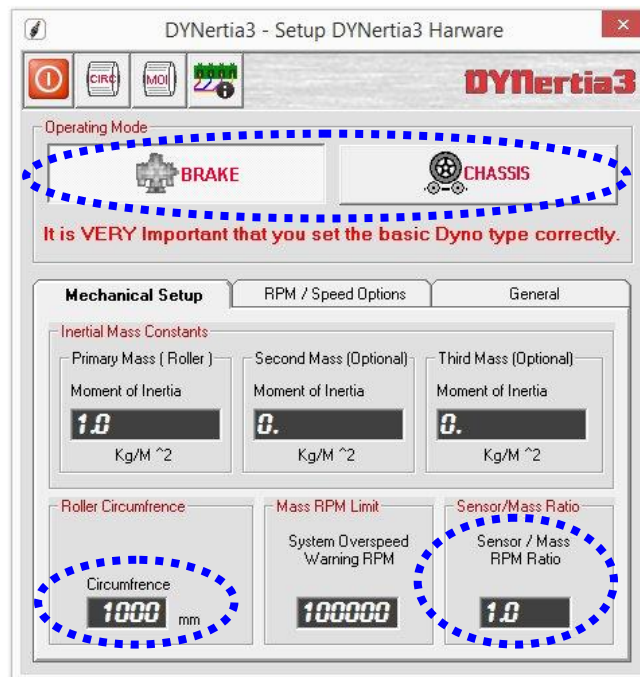 DYNertia3 - Setup DYNertia3 Harware
CIRC MOI DYNertia3
Operating Mode
BRAKE CHASSIS
It is VERY Important that you set the basic Dyno type correctly.
Mechanical Setup RPM / Speed Options General
Inertial Mass Constants
Primary Mass ( Roller ) Second Mass (Optional) Third Mass (Optional)
Moment of Inertia Moment of Inertia Moment of Inertia
1.0 0. 0.
Kg/M ^2 Kg/M ^2 Kg/M ^2
Roller Circumfrence Mass RPM Limit Sensor/Mass Ratio
System Overspeed Sensor / Mass
Warning RPM RPM Ratio
Circumfrence
1000 mm 100000 1.0